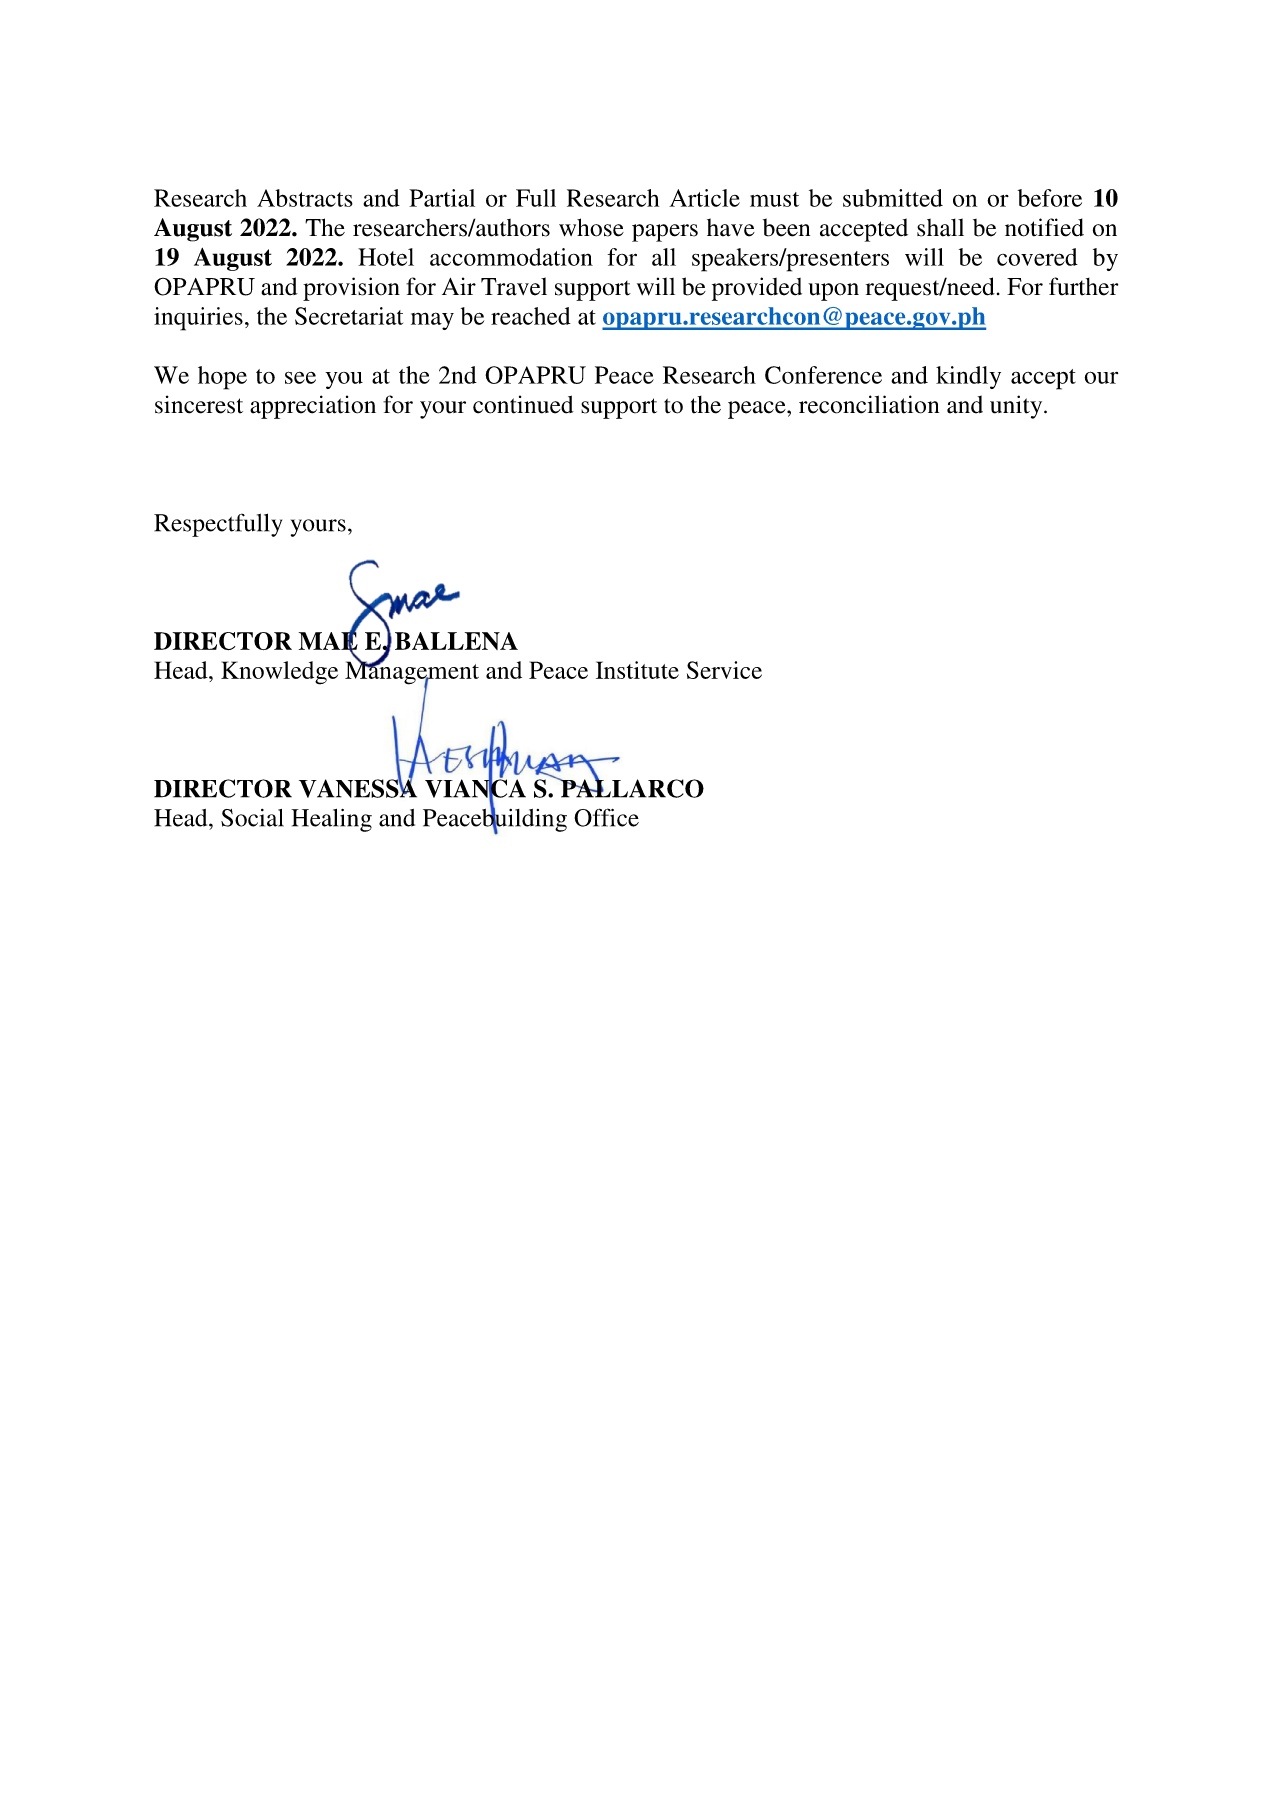 Research Abstracts and Partial or Full Research Article must be submitted on or before 10
August 2022. The researchers/authors whose papers have been accepted shall be notified on
19 August 2022. Hotel accommodation for all speakers/presenters will be covered by
OPAPRU and provision for Air Travel support will be provided upon request/need. For further
inquiries, the Secretariat may be reached at opapru.researchcon@peace.gov.ph
We hope to see you at the 2nd OPAPRU Peace Research Conference and kindly accept our
sincerest appreciation for your continued support to the peace, reconciliation and unity.
Respectfully yours,
Smae
DIRECTOR MAE E. BALLENA
Head, Knowledge Management and Peace Institute Service
DIRECTOR VANESSA VIANCA S. PALLARCO
Head, Social Healing and Peacebuilding Office